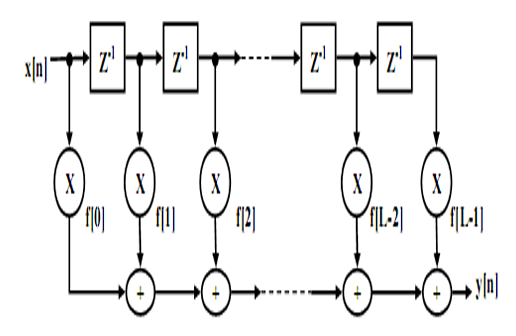 x[n] Z⁻¹ Z⁻¹ Z⁻¹ Z⁻¹
X X X X X
f[0] f[1] f[2] f[L-2] f[L-1]
+ + + + y[n]